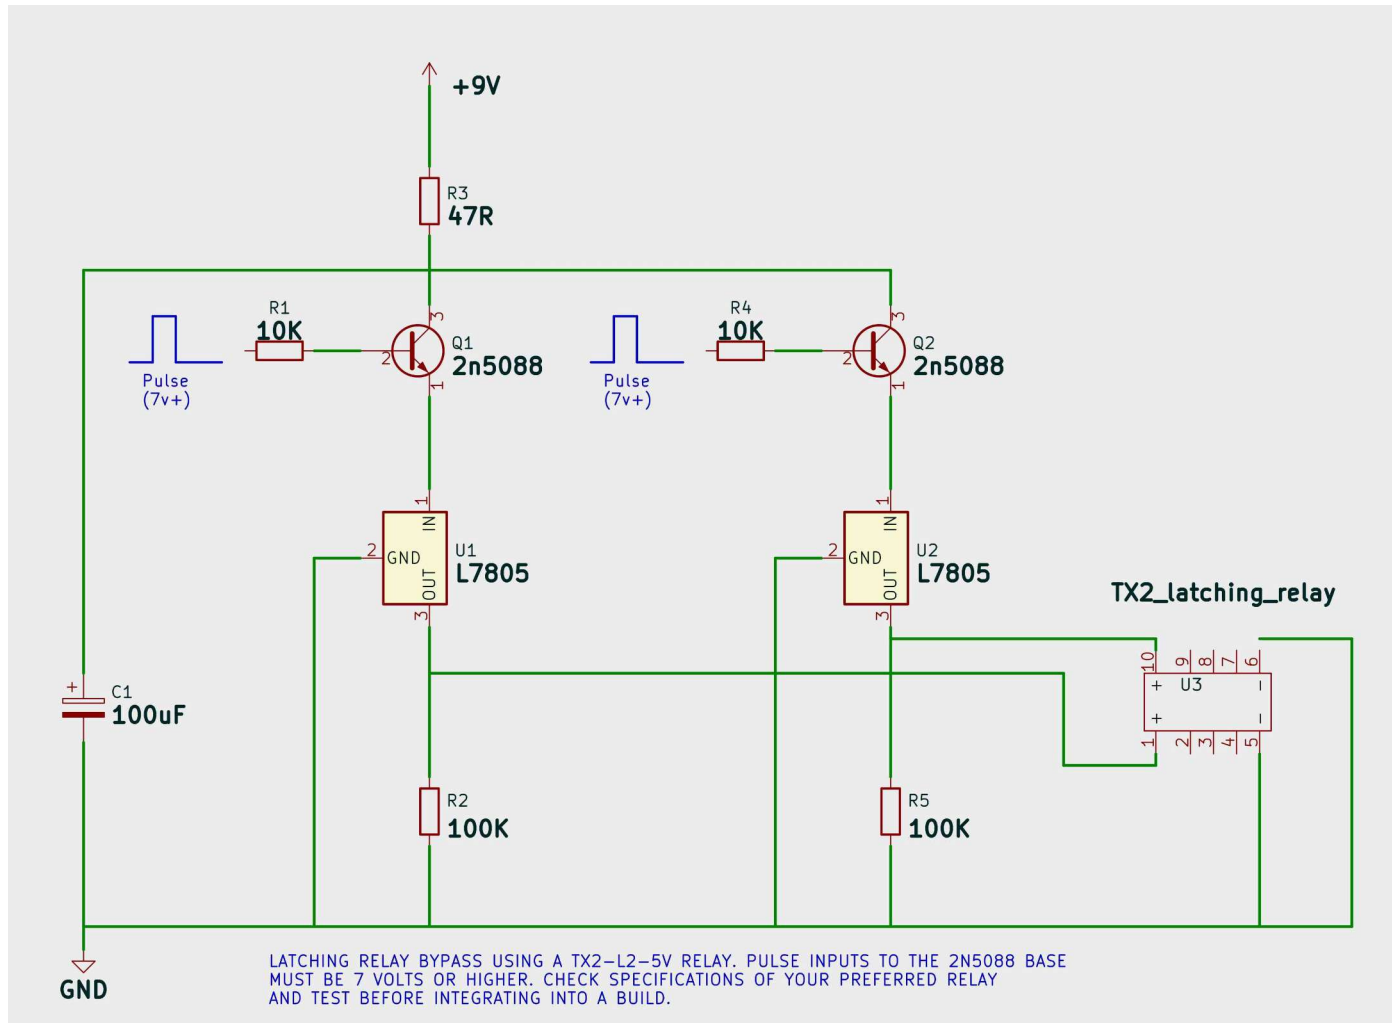 +9V
R3
47R
R1
10K
Pulse
(7v+)
2
3
1
Q1
2n5088
R4
10K
Pulse
(7v+)
2
3
1
Q2
2n5088
1
IN
2
GND
OUT
3
U1
L7805
1
IN
2
GND
OUT
3
U2
L7805
TX2_latching_relay
10
9
8
7
6
+
U3
–
+
–
1
2
3
4
5
+
C1
100uF
R2
100K
R5
100K
GND
LATCHING RELAY BYPASS USING A TX2–L2–5V RELAY. PULSE INPUTS TO THE 2N5088 BASE
MUST BE 7 VOLTS OR HIGHER. CHECK SPECIFICATIONS OF YOUR PREFERRED RELAY
AND TEST BEFORE INTEGRATING INTO A BUILD.